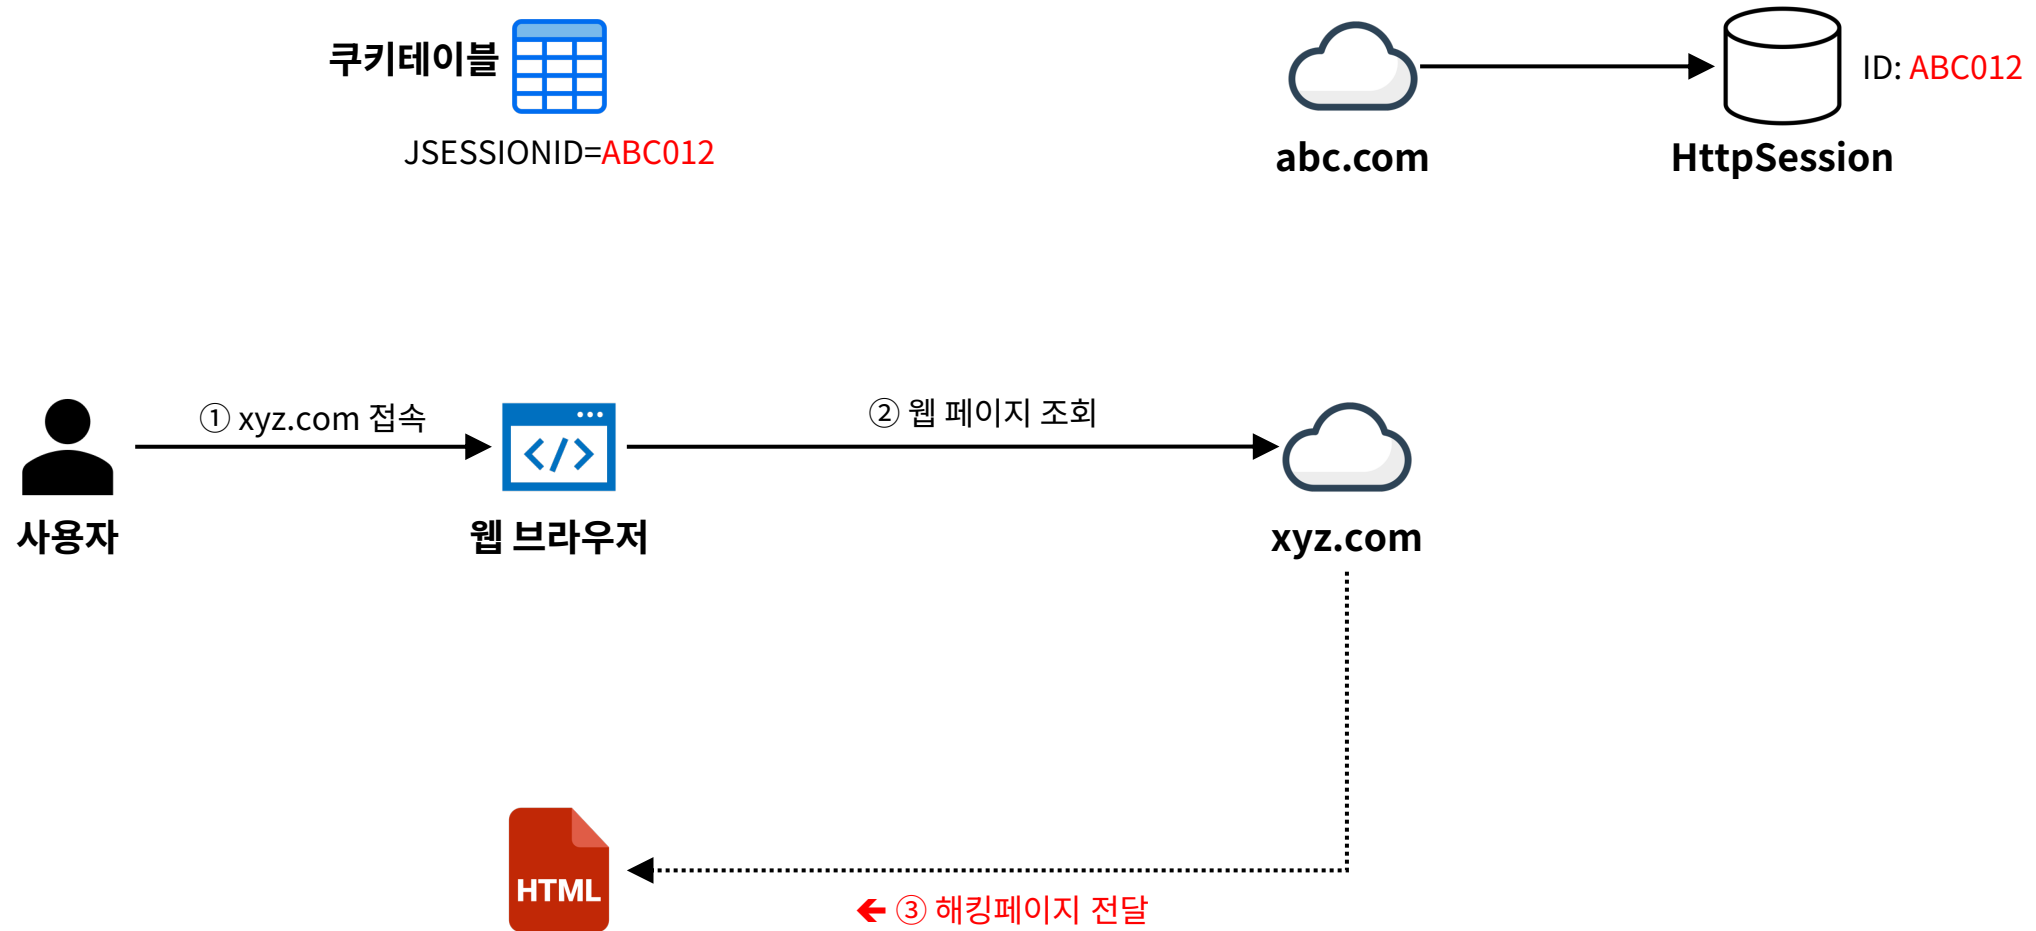 쿠키테이블
JSESSIONID=ABC012
abc.com
HttpSession
ID: ABC012
① xyz.com 접속
② 웹 페이지 조회
사용자
웹 브라우저
</>
xyz.com
HTML
← ③ 해킹페이지 전달